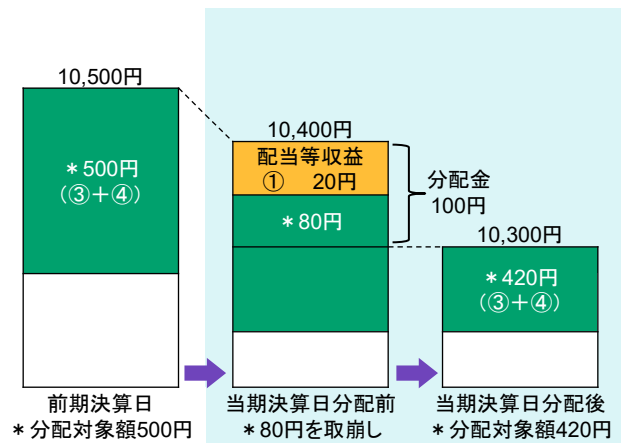 10,500円
＊500円
(③＋④)
前期決算日
＊分配対象額500円
10,400円
配当等収益
①　20円
＊80円
分配金
100円
当期決算日分配前
＊80円を取崩し
10,300円
＊420円
(③＋④)
当期決算日分配後
＊分配対象額420円